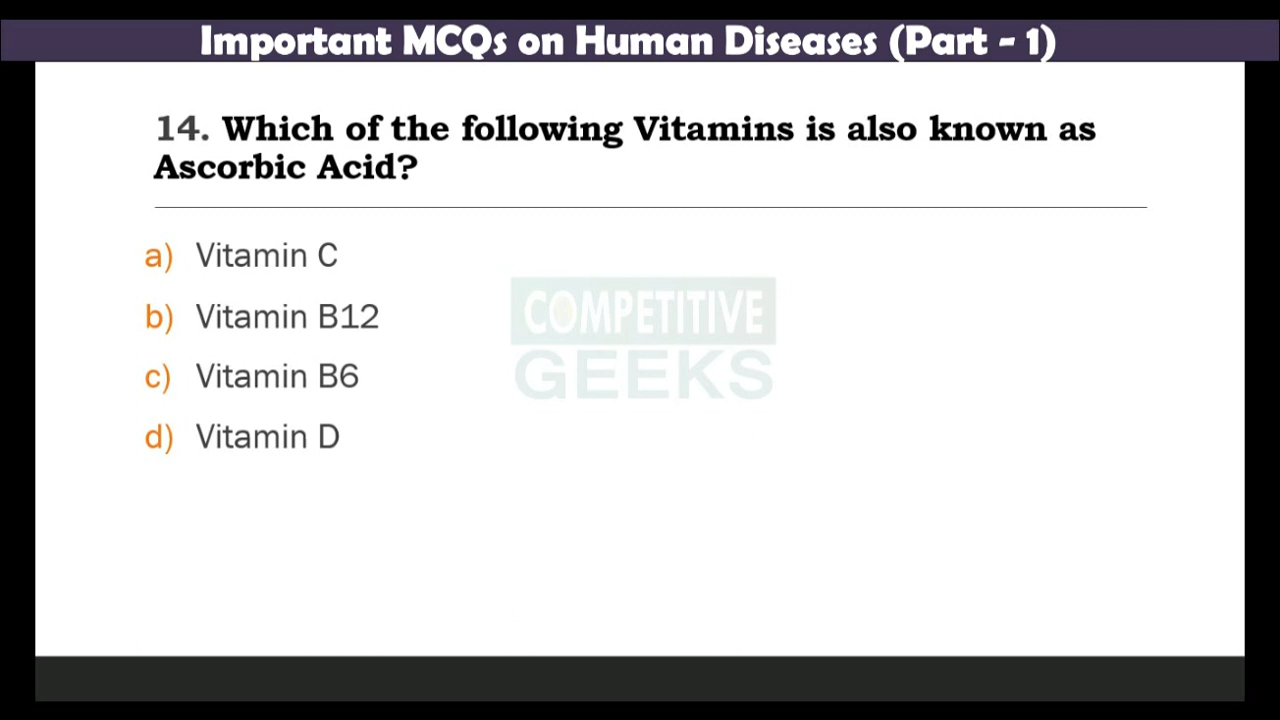 Important MCQs on Human Diseases (Part - 1)
14. Which of the following Vitamins is also known as
Ascorbic Acid?
a) Vitamin C
b) Vitamin B12
c) Vitamin B6
d) Vitamin D
COMPETITIVE
GEEKS